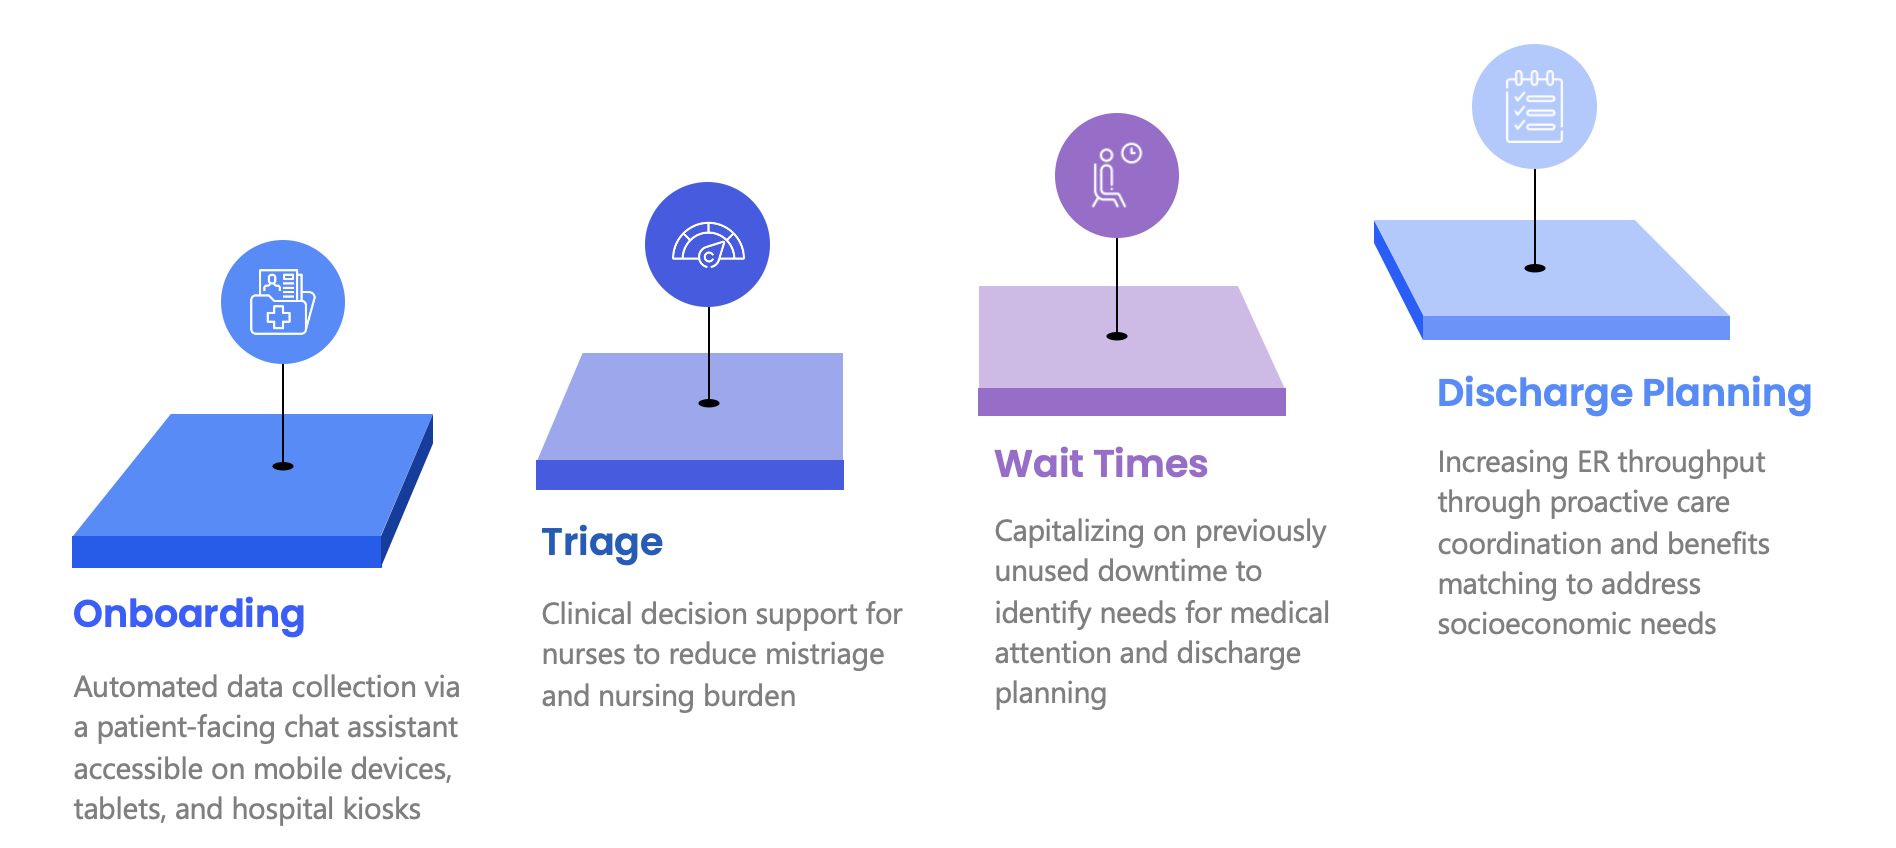 Onboarding
Automated data collection via
a patient-facing chat assistant
accessible on mobile devices,
tablets, and hospital kiosks
C
Triage
Clinical decision support for
nurses to reduce mistriage
and nursing burden
Wait Times
Capitalizing on previously
unused downtime to
identify needs for medical
attention and discharge
planning
Discharge Planning
Increasing ER throughput
through proactive care
coordination and benefits
matching to address
socioeconomic needs